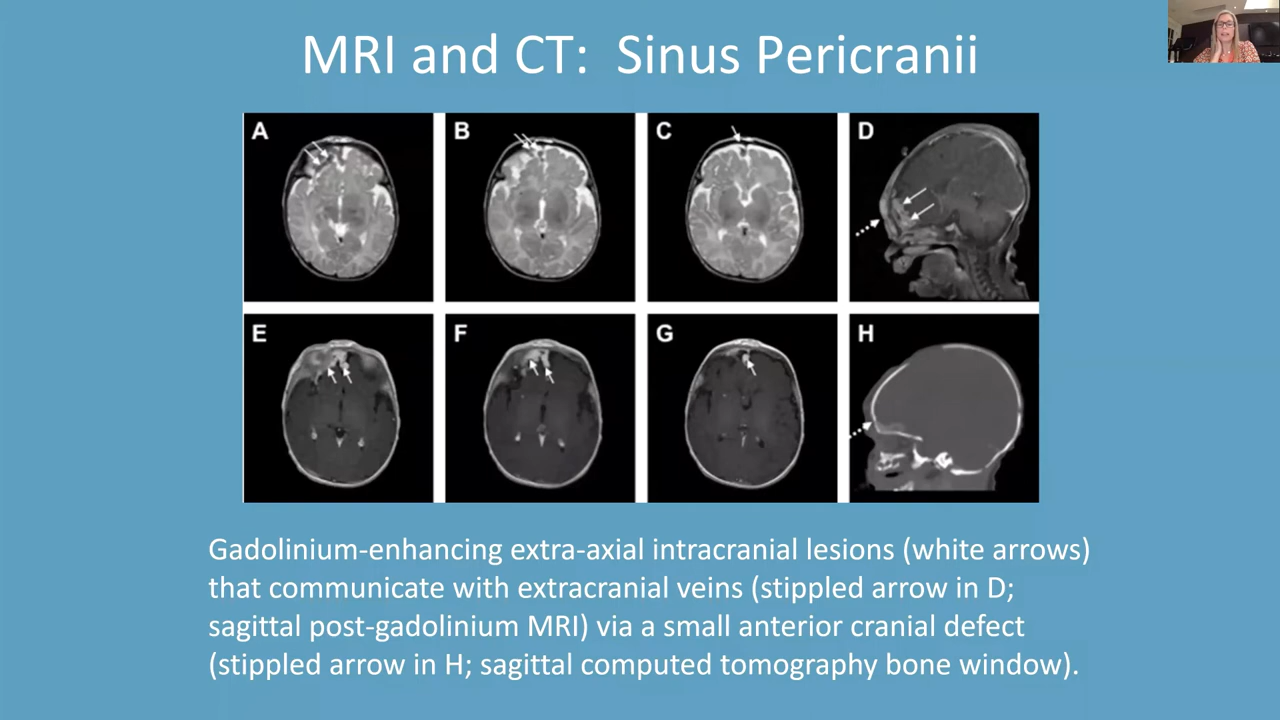 MRI and CT:  Sinus Pericranii
A
B
C
D
E
F
G
H
Gadolinium-enhancing extra-axial intracranial lesions (white arrows)
that communicate with extracranial veins (stippled arrow in D;
sagittal post-gadolinium MRI) via a small anterior cranial defect
(stippled arrow in H; sagittal computed tomography bone window).